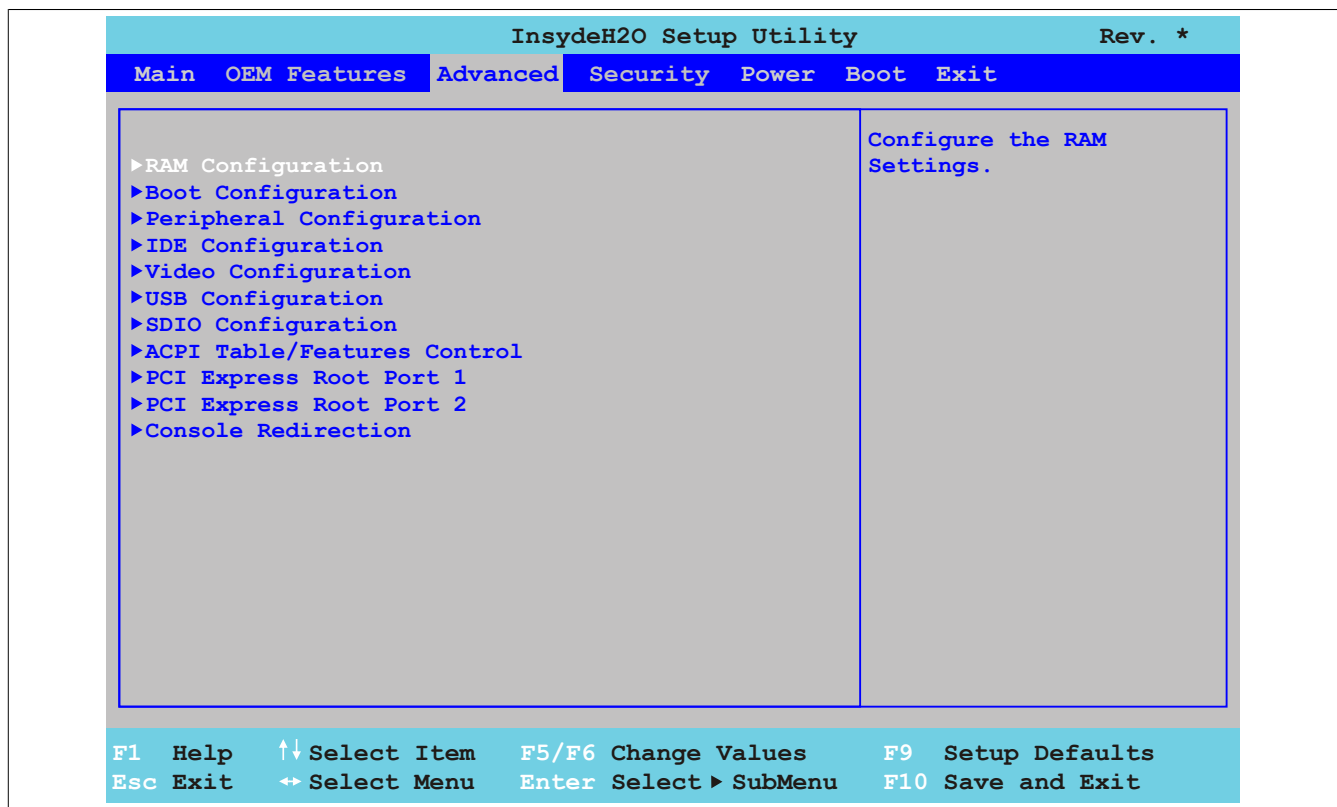 InsydeH2O Setup Utility Rev. *
Main OEM Features Advanced Security Power Boot Exit
Configure the RAM
Settings.
▶RAM Configuration
▶Boot Configuration
▶Peripheral Configuration
▶IDE Configuration
▶Video Configuration
▶USB Configuration
▶SDIO Configuration
▶ACPI Table/Features Control
▶PCI Express Root Port 1
▶PCI Express Root Port 2
▶Console Redirection
F1 Help ↑↓ Select Item F5/F6 Change Values F9 Setup Defaults
Esc Exit ↔ Select Menu Enter Select ▶ SubMenu F10 Save and Exit